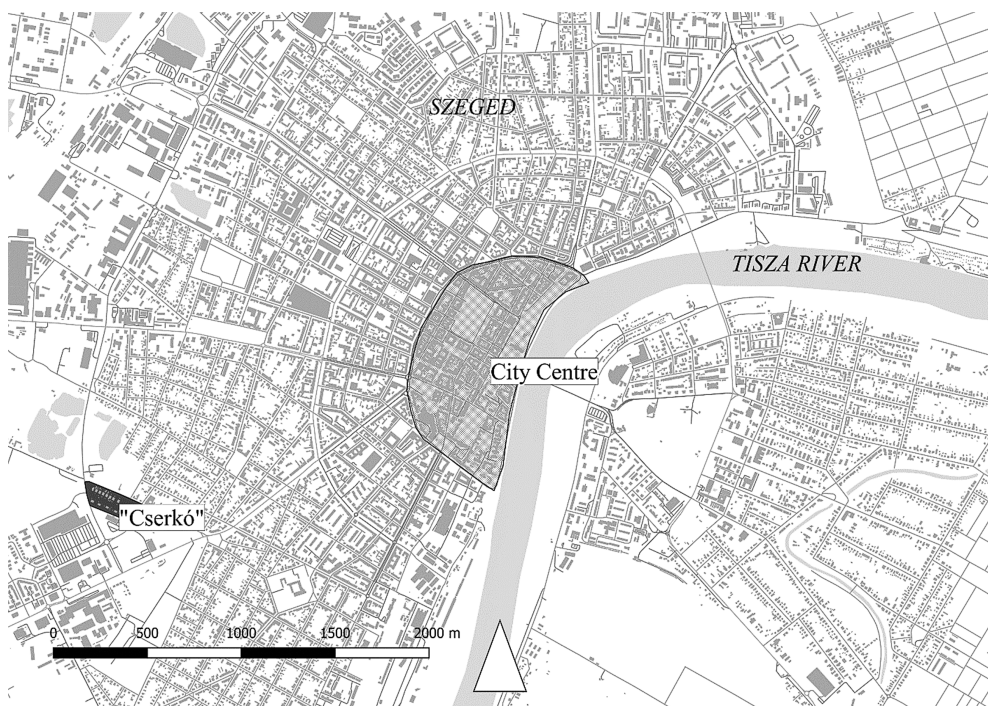 SZEGED
TISZA RIVER
City Centre
"Cserkó"
0 500 1000 1500 2000 m